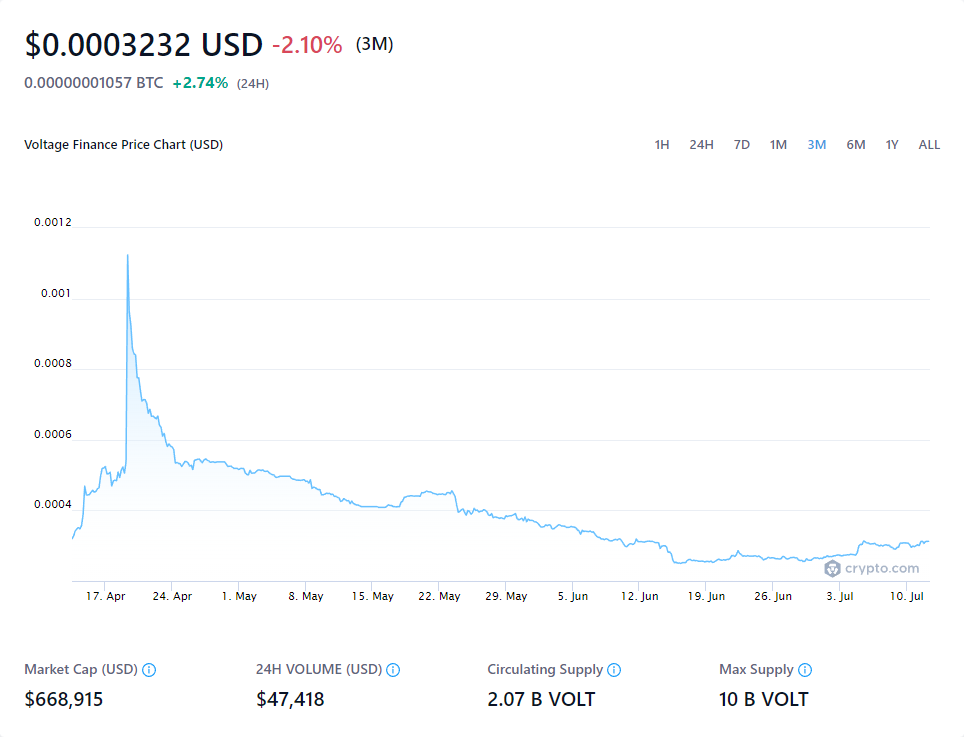 $0.0003232 USD -2.10% (3M)
0.00000001057 BTC +2.74% (24H)
Voltage Finance Price Chart (USD) 1H 24H 7D 1M 3M 6M 1Y ALL
0.0012
0.001
0.0008
0.0006
0.0004
crypto.com
17. Apr 24. Apr 1. May 8. May 15. May 22. May 29. May 5. Jun 12. Jun 19. Jun 26. Jun 3. Jul 10. Jul
Market Cap (USD) 24H VOLUME (USD) Circulating Supply Max Supply
$668,915 $47,418 2.07 B VOLT 10 B VOLT